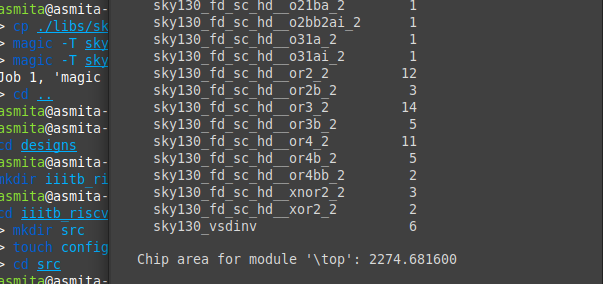 asmita@asmita-
> cp ./libs/sk
> magic -T sky
> magic -T sky
Job 1, 'magic
> cd ..
asmita@asmita-
asmita@asmita-
cd designs
asmita@asmita-
mkdir iiitb_ri
asmita@asmita-
cd iiitb_riscv
> mkdir src
> touch config
> cd src
asmita@asmita-
sky130_fd_sc_hd__o21ba_2 1
sky130_fd_sc_hd__o2bb2ai_2 1
sky130_fd_sc_hd__o31a_2 1
sky130_fd_sc_hd__o31ai_2 1
sky130_fd_sc_hd__or2_2 12
sky130_fd_sc_hd__or2b_2 3
sky130_fd_sc_hd__or3_2 14
sky130_fd_sc_hd__or3b_2 5
sky130_fd_sc_hd__or4_2 11
sky130_fd_sc_hd__or4b_2 5
sky130_fd_sc_hd__or4bb_2 2
sky130_fd_sc_hd__xnor2_2 3
sky130_fd_sc_hd__xor2_2 2
sky130_vsdinv 6
Chip area for module '\top': 2274.681600